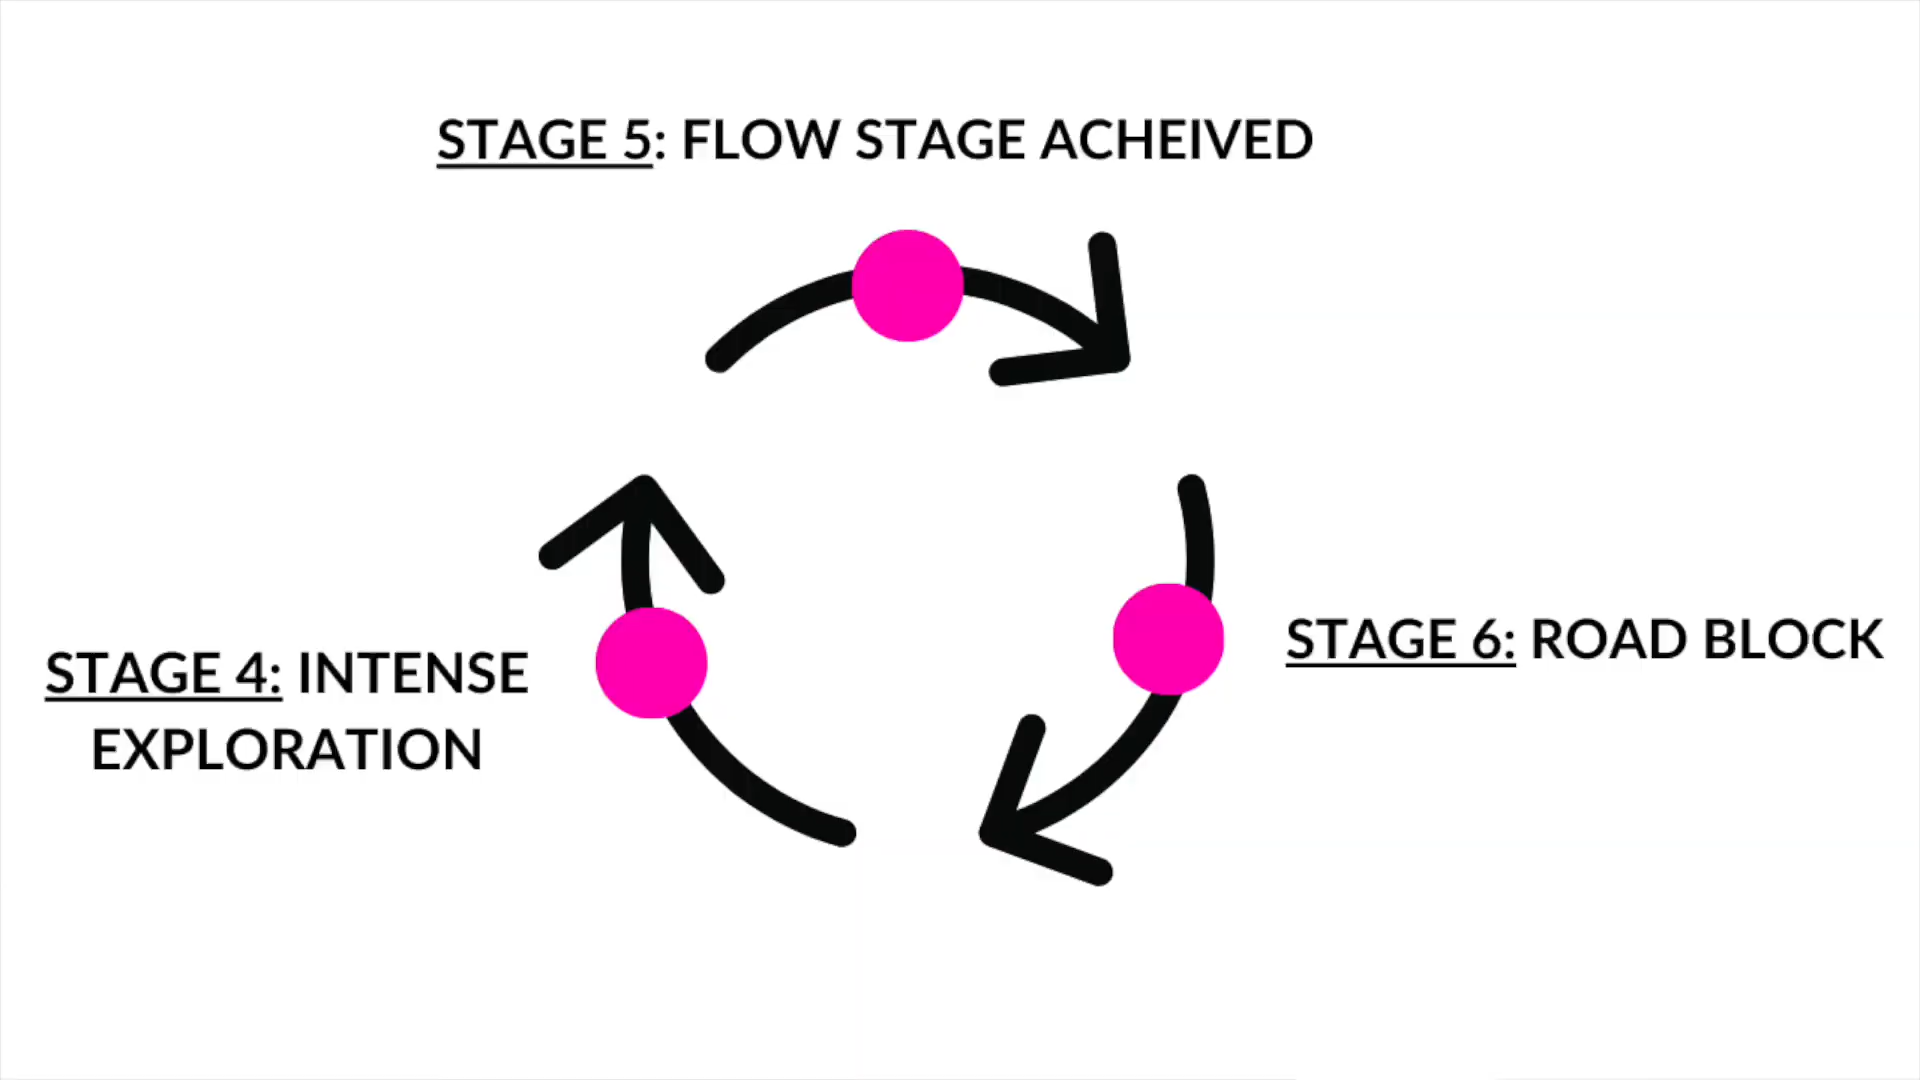 STAGE 5: FLOW STAGE ACHEIVED
STAGE 4: INTENSE
EXPLORATION
STAGE 6: ROAD BLOCK